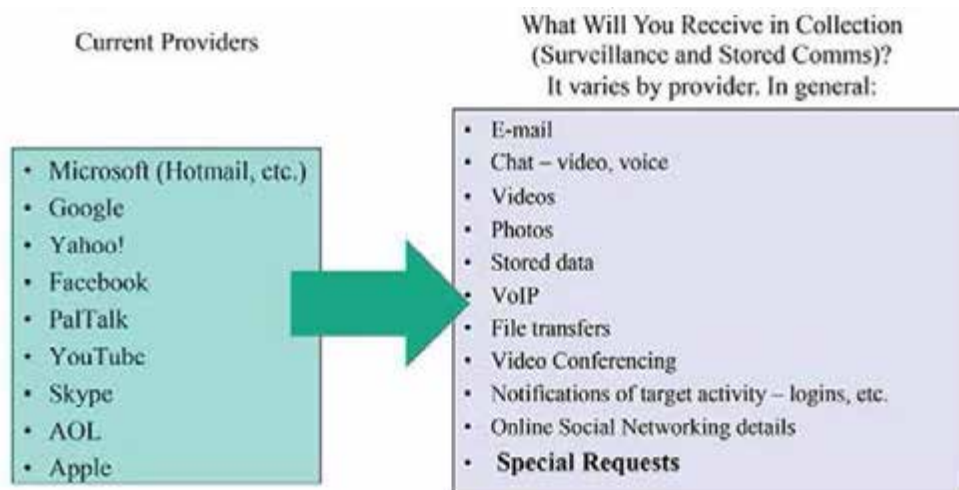 Current Providers
What Will You Receive in Collection
(Surveillance and Stored Comms)?
It varies by provider. In general:
• Microsoft (Hotmail, etc.)
• Google
• Yahoo!
• Facebook
• PalTalk
• YouTube
• Skype
• AOL
• Apple
• E-mail
• Chat – video, voice
• Videos
• Photos
• Stored data
• VoIP
• File transfers
• Video Conferencing
• Notifications of target activity – logins, etc.
• Online Social Networking details
• Special Requests